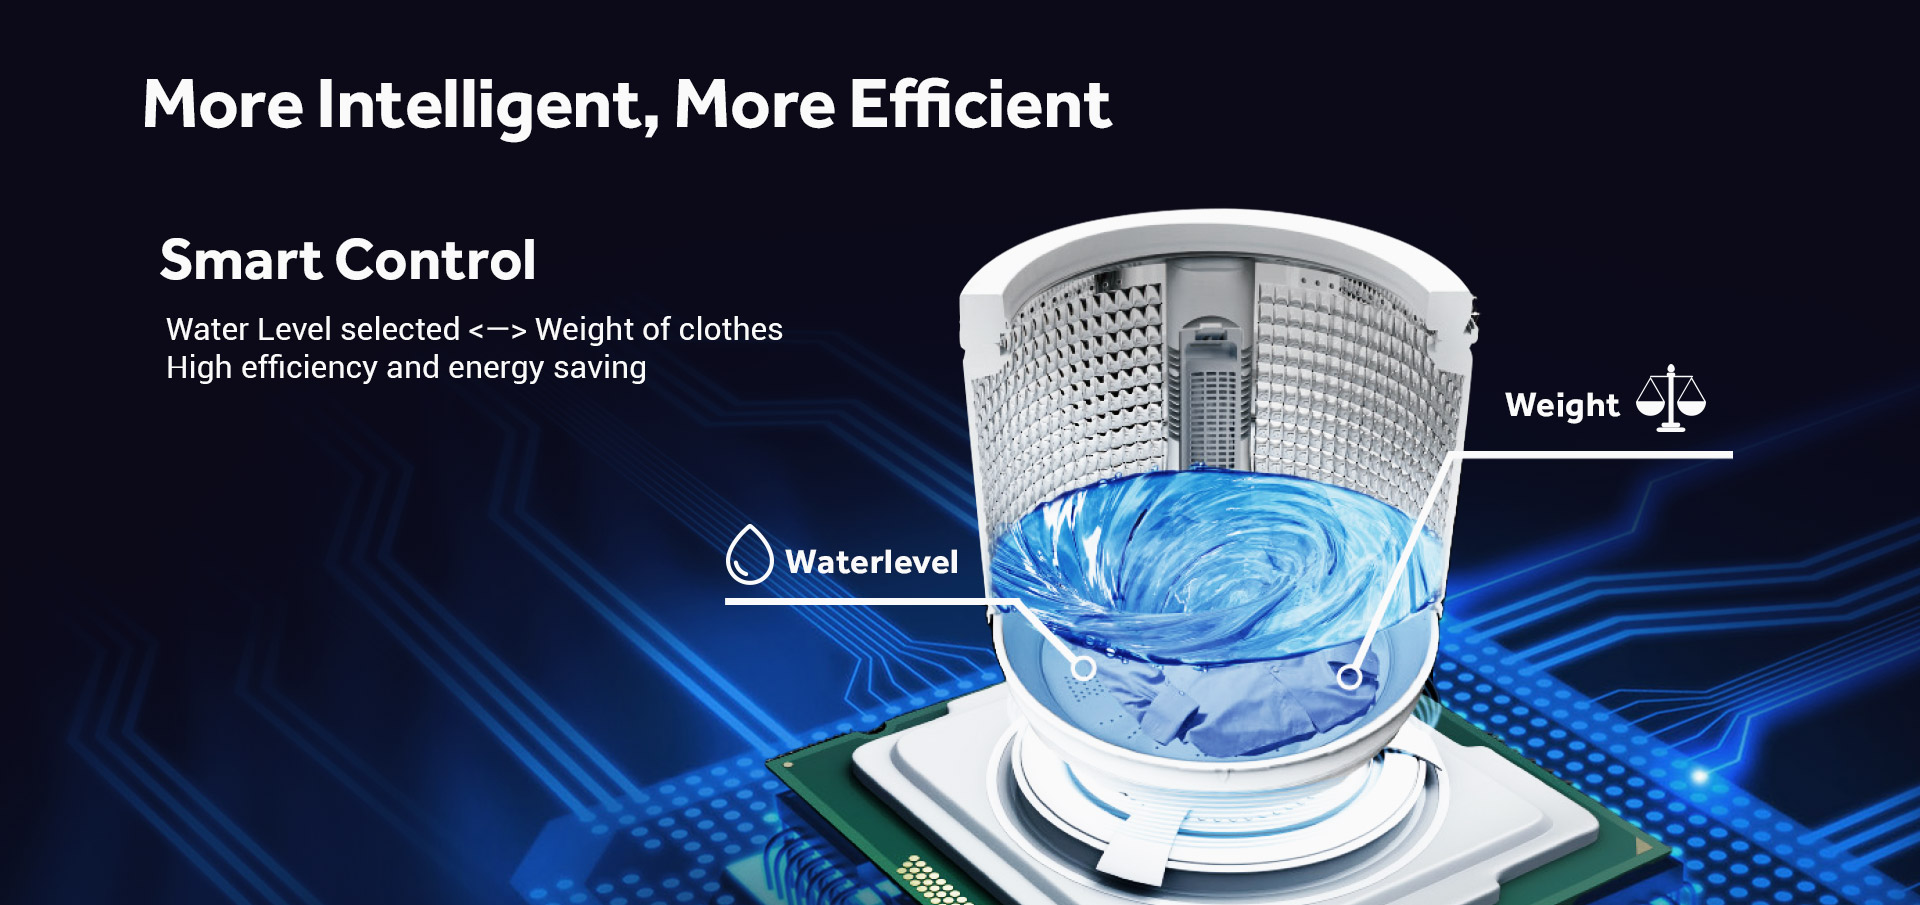 More Intelligent, More Efficient
Smart Control
Water Level selected <—> Weight of clothes
High efficiency and energy saving
Weight
Waterlevel